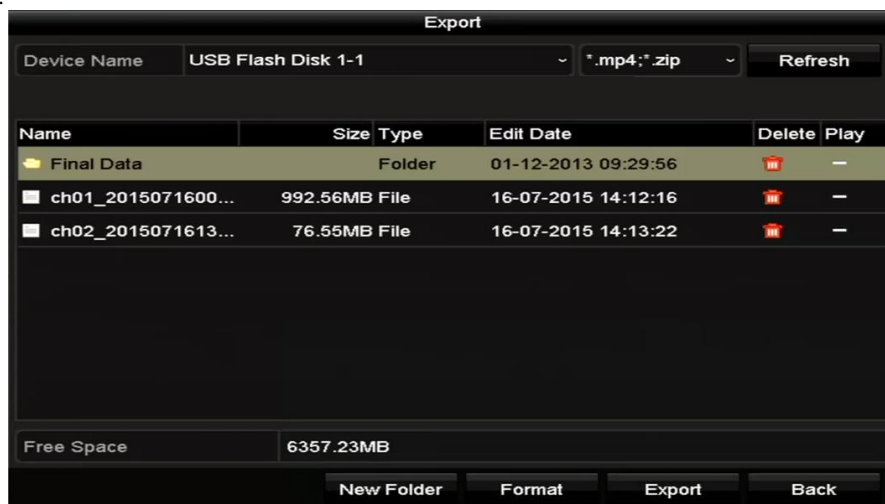 Export
Device Name USB Flash Disk 1-1 *.mp4;*.zip Refresh
Name Size Type Edit Date Delete Play
Final Data Folder 01-12-2013 09:29:56 –
ch01_2015071600... 992.56MB File 16-07-2015 14:12:16 –
ch02_2015071613... 76.55MB File 16-07-2015 14:13:22 –
Free Space 6357.23MB
New Folder Format Export Back